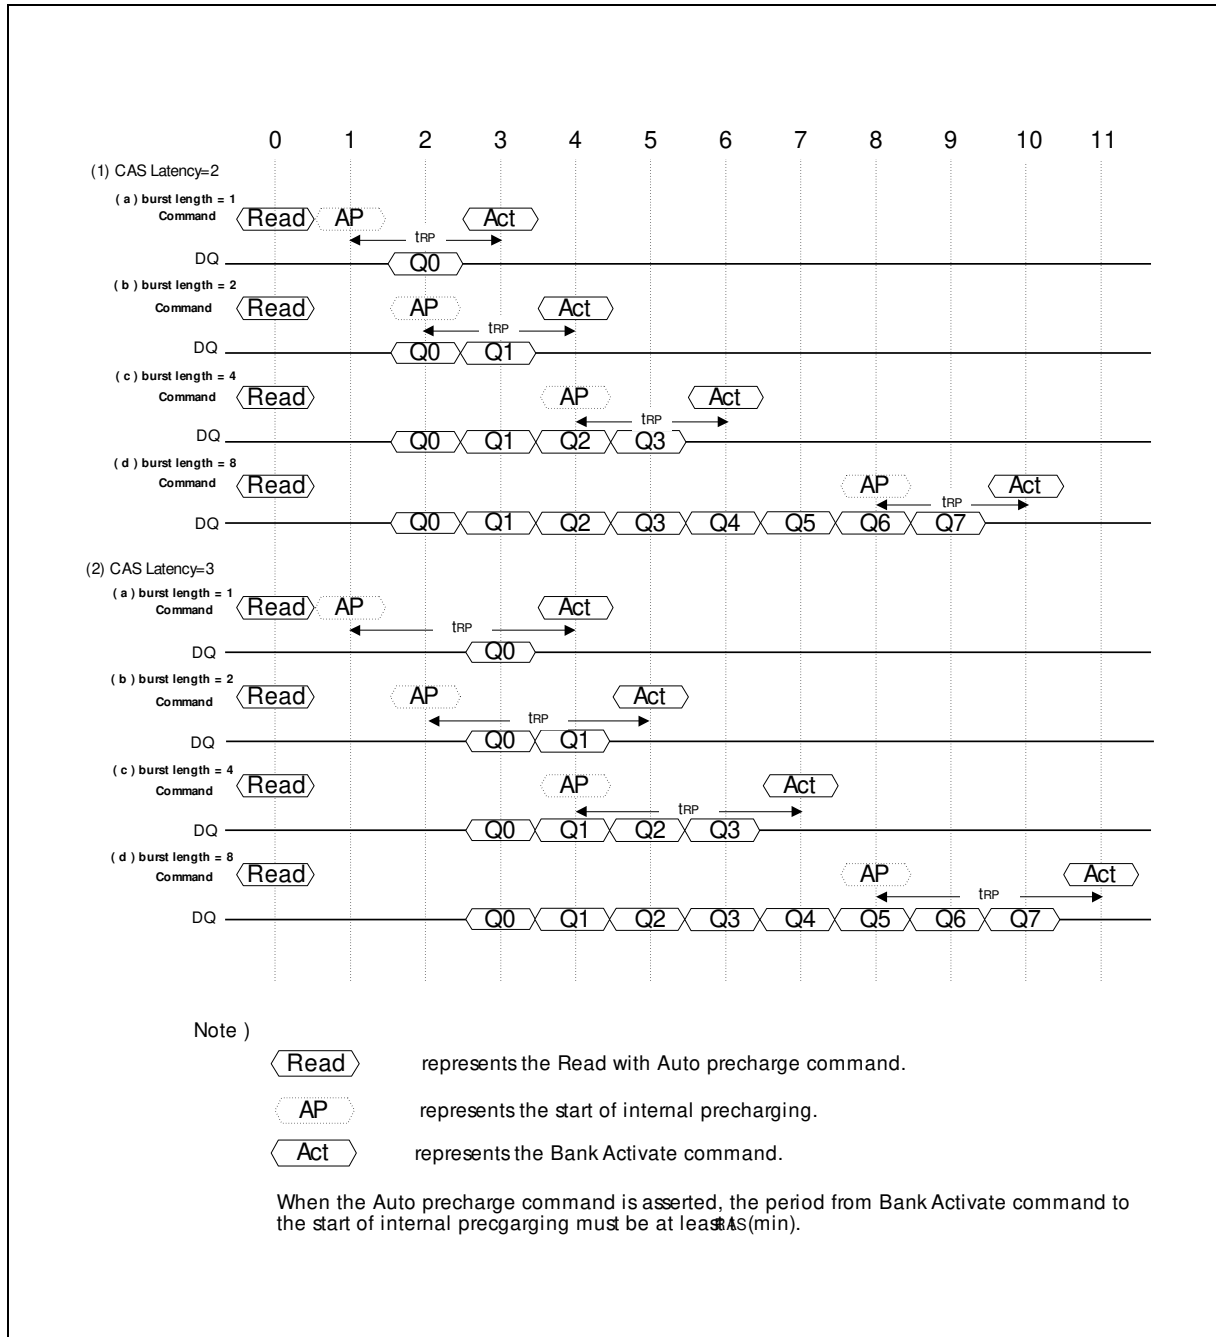 0 1 2 3 4 5 6 7 8 9 10 11
(1) CAS Latency=2
( a ) burst length = 1
Command Read AP Act
tRP
DQ Q0
( b ) burst length = 2
Command Read AP Act
tRP
DQ Q0 Q1
( c ) burst length = 4
Command Read AP Act
tRP
DQ Q0 Q1 Q2 Q3
( d ) burst length = 8
Command Read AP Act
tRP
DQ Q0 Q1 Q2 Q3 Q4 Q5 Q6 Q7
(2) CAS Latency=3
( a ) burst length = 1
Command Read AP Act
tRP
DQ Q0
( b ) burst length = 2
Command Read AP Act
tRP
DQ Q0 Q1
( c ) burst length = 4
Command Read AP Act
tRP
DQ Q0 Q1 Q2 Q3
( d ) burst length = 8
Command Read AP Act
tRP
DQ Q0 Q1 Q2 Q3 Q4 Q5 Q6 Q7
Note )
Read represents the Read with Auto precharge command.
AP represents the start of internal precharging.
Act represents the Bank Activate command.
When the Auto precharge command is asserted, the period from Bank Activate command to
the start of internal precgarging must be at least tRAS(min).